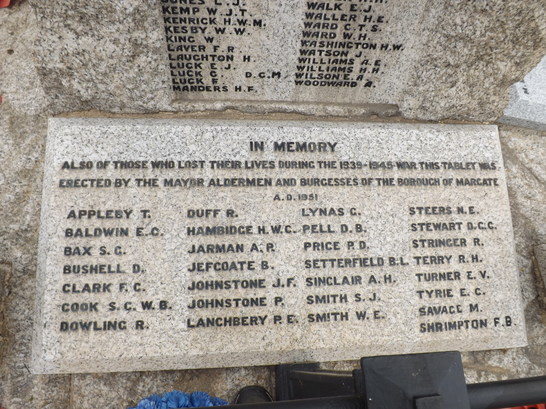 JONES L. J.
KEMP W. J. T.
KENRICK H. W. M.
KESBY W. W.
KING W
LAVER F. R
LAUGHTON H.
LUCK E. J.
LUCK C. D.C.M.
LUCK F
MANDERS H. F.
WALK E. J.
WALLER H. E.
WARD C. T. S.
WARD W. H.
WASHINGTON H. W.
WATSON J.
WILLIAMS A. E
WILLIAMS H. H.
WILSON E. A.
WOODWARD A.
IN MEMORY
ALSO OF THOSE WHO LOST THEIR LIVES DURING THE 1939-1945 WAR THIS TABLET WAS
ERECTED BY THE MAYOR ALDERMEN AND BURGESSES OF THE BOROUGH OF MARGATE
A.D. 1951
APPLEBY T.
BALDWIN E. C.
BAX S. G.
BUSHELL D.
CLARK F. C.
COOK S. C. W. B.
DOWLING R.
DUFF R.
HAMBIDGE H. W. C.
JARMAN A. P.
JEFCOATE B.
JOHNSTONE J. F.
JOHNSTONE P.
LANCHBERY P. E.
LYNAS G.
PELL D. B.
PRICE P. D.
SETTERFIELD B. L.
SINCLAIR A. H.
SMITH S. J.
SMITH W. E.
STEERS N. E.
STEWART D. C. C.
STRINGER R.
TERRY R. H.
TURNER E. V.
TYRIE E. C.
SAVAGE M.
SHRIMPTON F. B.